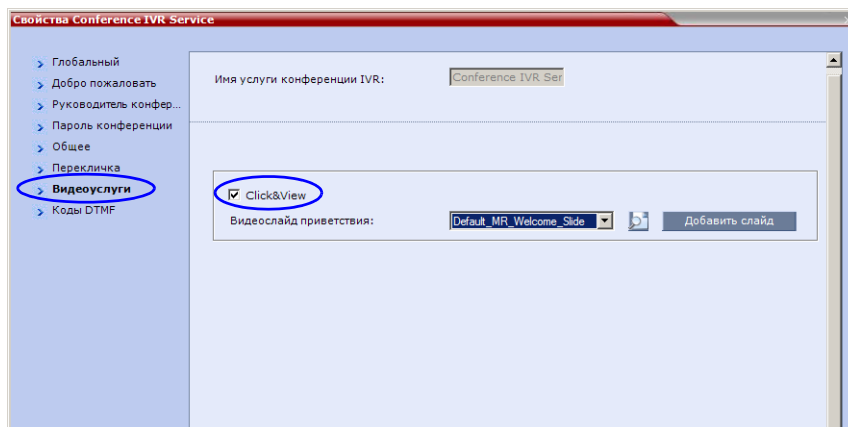 Свойства Conference IVR Service
Глобальный
Добро пожаловать
Руководитель конфер...
Пароль конференции
Общее
Перекличка
Видеоуслуги
Коды DTMF
Имя услуги конференции IVR: Conference IVR Ser
Click&View
Видеослайд приветствия: Default_MR_Welcome_Slide Добавить слайд